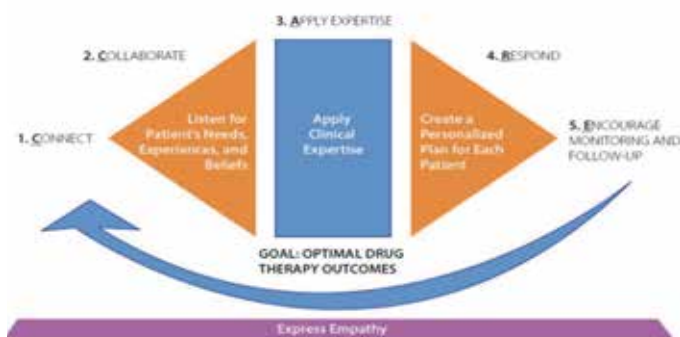 3. APPLY EXPERTISE
2. COLLABORATE
4. RESPOND
1. CONNECT
Listen for
Patient's Needs,
Experiences, and
Beliefs
Apply
Clinical
Expertise
Create a
Personalized
Plan for Each
Patient
5. ENCOURAGE
MONITORING AND
FOLLOW-UP
GOAL: OPTIMAL DRUG
THERAPY OUTCOMES
Express Empathy